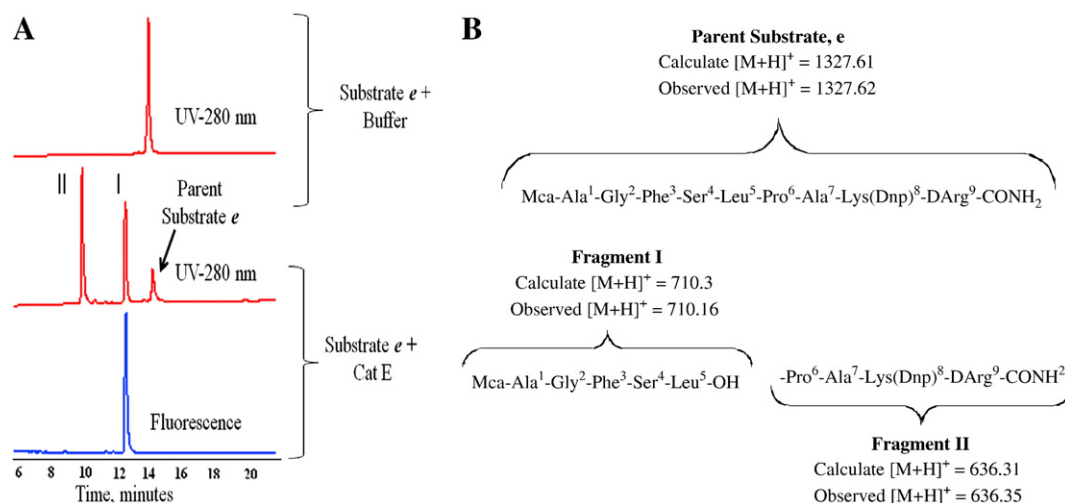 A
UV-280 nm
Substrate e +
Buffer
II
I
Parent
Substrate e
UV-280 nm
Substrate e +
Cat E
Fluorescence
6 8 10 12 14 16 18 20
Time, minutes
B
Parent Substrate, e
Calculate [M+H]⁺ = 1327.61
Observed [M+H]⁺ = 1327.62
Mca-Ala¹-Gly²-Phe³-Ser⁴-Leu⁵-Pro⁶-Ala⁷-Lys(Dnp)⁸-DArg⁹-CONH₂
Fragment I
Calculate [M+H]⁺ = 710.3
Observed [M+H]⁺ = 710.16
Mca-Ala¹-Gly²-Phe³-Ser⁴-Leu⁵-OH
-Pro⁶-Ala⁷-Lys(Dnp)⁸-DArg⁹-CONH²
Fragment II
Calculate [M+H]⁺ = 636.31
Observed [M+H]⁺ = 636.35